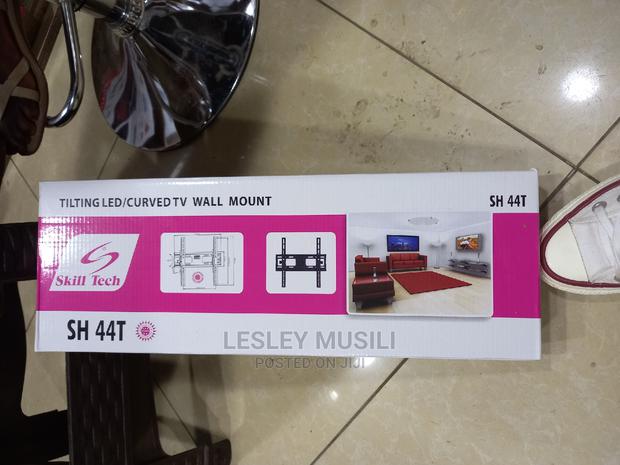 TILTING LED/CURVED TV WALL MOUNT
SH 44T
Skill Tech
SH 44T
LESLEY MUSILI
POSTED ON JIJI